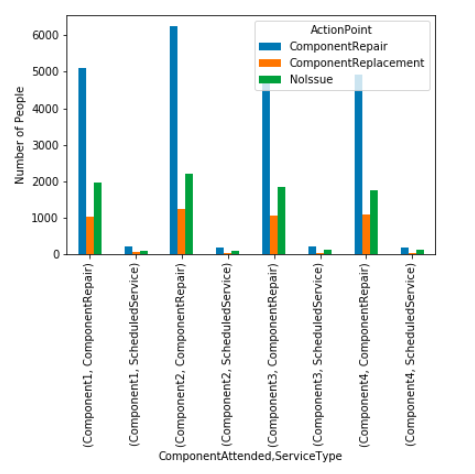 ActionPoint
ComponentRepair
ComponentReplacement
NoIssue
Number of People
6000
5000
4000
3000
2000
1000
0
(Component1, ComponentRepair)
(Component1, ScheduledService)
(Component2, ComponentRepair)
(Component2, ScheduledService)
(Component3, ComponentRepair)
(Component3, ScheduledService)
(Component4, ComponentRepair)
(Component4, ScheduledService)
ComponentAttended,ServiceType